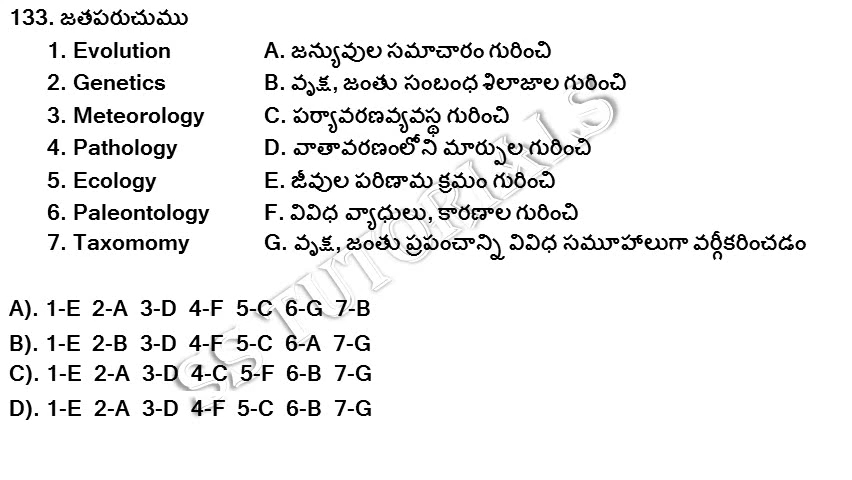 133. జతపరుచుము
1. Evolution A. జన్యువుల సమాచారం గురించి
2. Genetics B. వృక్ష, జంతు సంబంధ శిలాజాల గురించి
3. Meteorology C. పర్యావరణవ్యవస్థ గురించి
4. Pathology D. వాతావరణంలోని మార్పుల గురించి
5. Ecology E. జీవుల పరిణామ క్రమం గురించి
6. Paleontology F. వివిధ వ్యాధులు, కారణాల గురించి
7. Taxomomy G. వృక్ష, జంతు ప్రపంచాన్ని వివిధ సమూహాలుగా వర్గీకరించడం
A). 1-E 2-A 3-D 4-F 5-C 6-G 7-B
B). 1-E 2-B 3-D 4-F 5-C 6-A 7-G
C). 1-E 2-A 3-D 4-C 5-F 6-B 7-G
D). 1-E 2-A 3-D 4-F 5-C 6-B 7-G
SS TUTORIALS